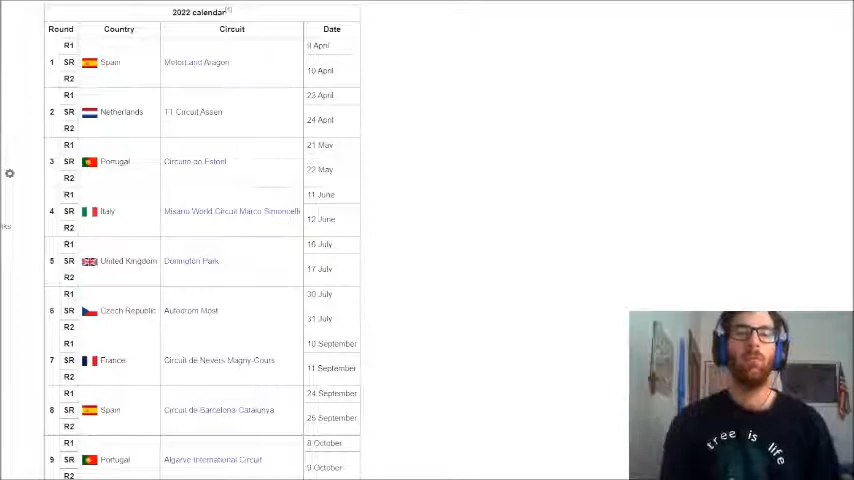 2022 calendar[1]
Round Country Circuit Date
R1 9 April
1 SR Spain MotorLand Aragon 10 April
R2
R1 23 April
2 SR Netherlands TT Circuit Assen 24 April
R2
R1 21 May
3 SR Portugal Circuito do Estoril 22 May
R2
R1 11 June
4 SR Italy Misano World Circuit Marco Simoncelli 12 June
R2
R1 16 July
5 SR United Kingdom Donington Park 17 July
R2
R1 30 July
6 SR Czech Republic Autodrom Most 31 July
R2
R1 10 September
7 SR France Circuit de Nevers Magny-Cours 11 September
R2
R1 24 September
8 SR Spain Circuit de Barcelona-Catalunya 25 September
R2
R1 8 October
9 SR Portugal Algarve International Circuit 9 October
R2
tree is life